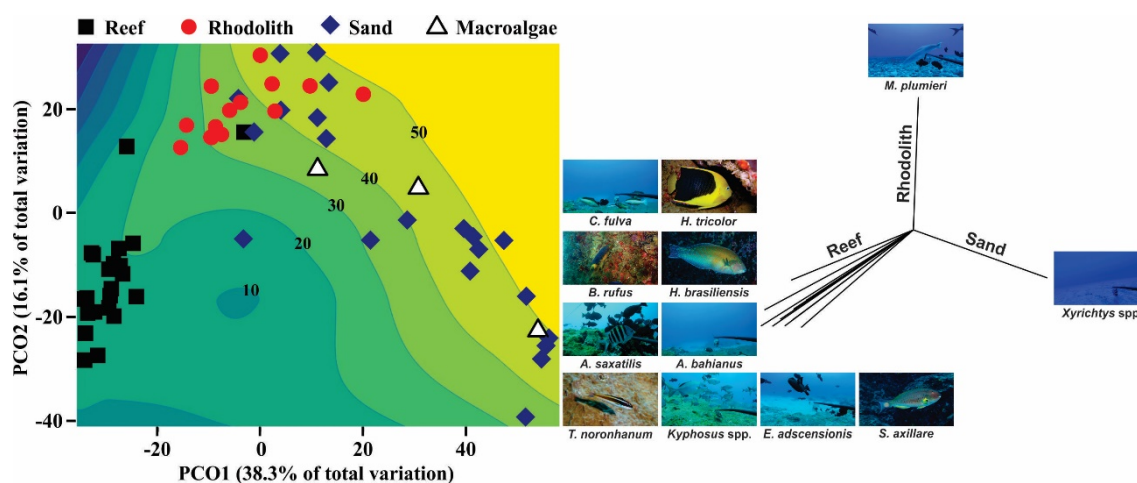 Reef Rhodolith Sand Macroalgae
PCO2 (16.1% of total variation)
20
0
-20
-40
50
40
30
20
10
-20 0 20 40
PCO1 (38.3% of total variation)
M. plumieri
Rhodolith
Reef
Sand
Xyrichtys spp.
C. fulva H. tricolor
B. rufus H. brasiliensis
A. saxatilis A. bahianus
T. noronhanum Kyphosus spp. E. adscensionis S. axillare